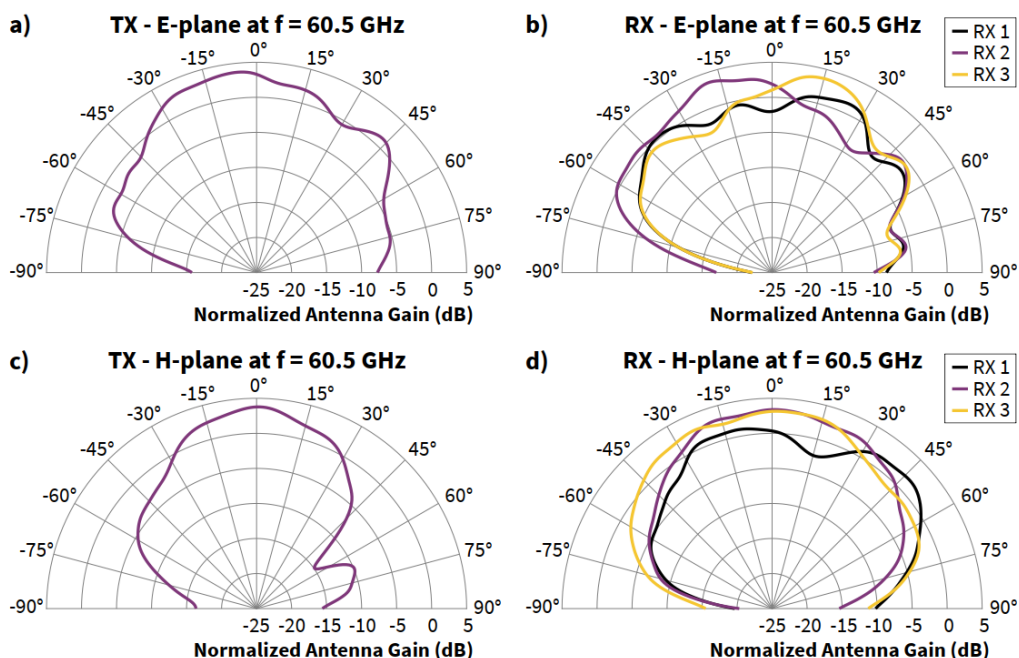 a) TX - E-plane at f = 60.5 GHz
0°
-15° 15°
-30° 30°
-45° 45°
-60° 60°
-75° 75°
-90° 90°
-25 -20 -15 -10 -5 0 5
Normalized Antenna Gain (dB)
b) RX - E-plane at f = 60.5 GHz
RX 1
RX 2
RX 3
0°
-15° 15°
-30° 30°
-45° 45°
-60° 60°
-75° 75°
-90° 90°
-25 -20 -15 -10 -5 0 5
Normalized Antenna Gain (dB)
c) TX - H-plane at f = 60.5 GHz
0°
-15° 15°
-30° 30°
-45° 45°
-60° 60°
-75° 75°
-90° 90°
-25 -20 -15 -10 -5 0 5
Normalized Antenna Gain (dB)
d) RX - H-plane at f = 60.5 GHz
RX 1
RX 2
RX 3
0°
-15° 15°
-30° 30°
-45° 45°
-60° 60°
-75° 75°
-90° 90°
-25 -20 -15 -10 -5 0 5
Normalized Antenna Gain (dB)